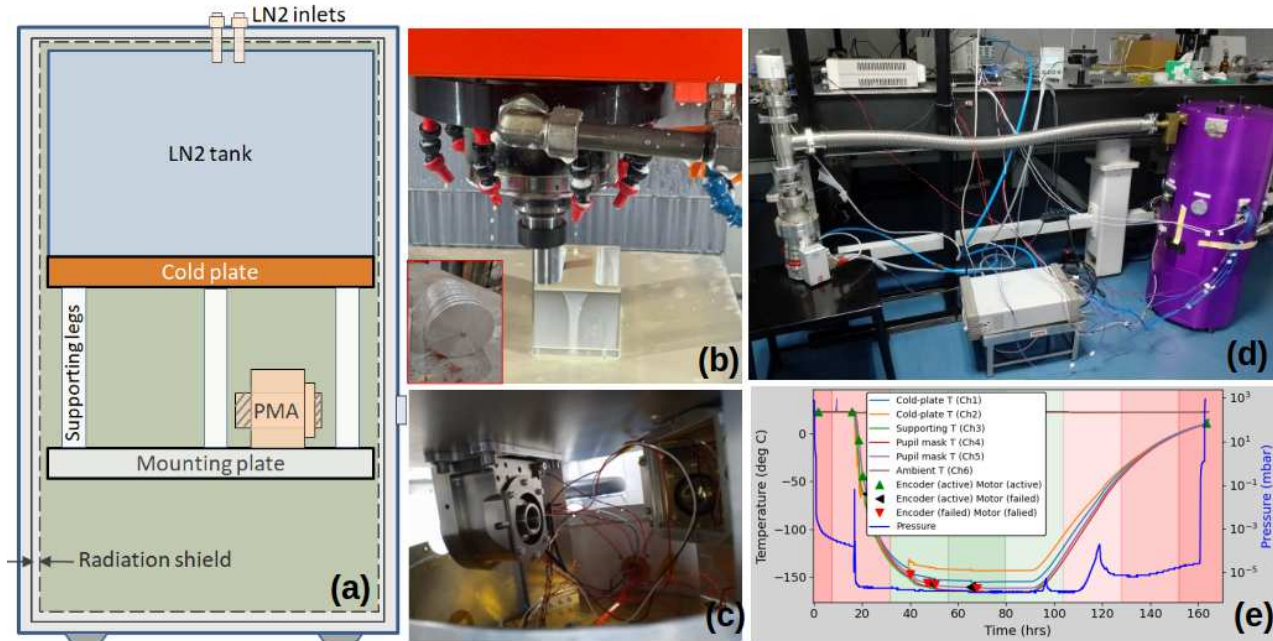 LN2 inlets
LN2 tank
Cold plate
Supporting legs
PMA
Mounting plate
Radiation shield
(a)
(b)
(c)
(d)
(e)
Cold-plate T (Ch1)
Cold-plate T (Ch2)
Supporting T (Ch3)
Pupil mask T (Ch4)
Pupil mask T (Ch5)
Ambient T (Ch6)
Encoder (active) Motor (active)
Encoder (active) Motor (failed)
Encoder (failed) Motor (falied)
Pressure
Temperature (deg C)
0
−50
−100
−150
Pressure (mbar)
10³
10¹
10⁻¹
10⁻³
10⁻⁵
0 20 40 60 80 100 120 140 160
Time (hrs)